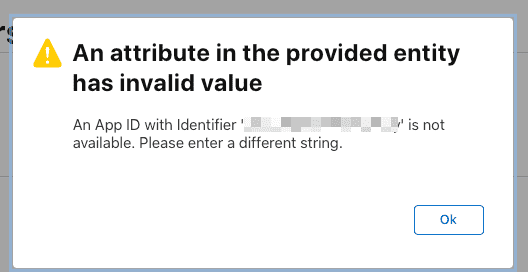 An attribute in the provided entity
has invalid value
An App ID with Identifier ' ' is not
available. Please enter a different string.
Ok